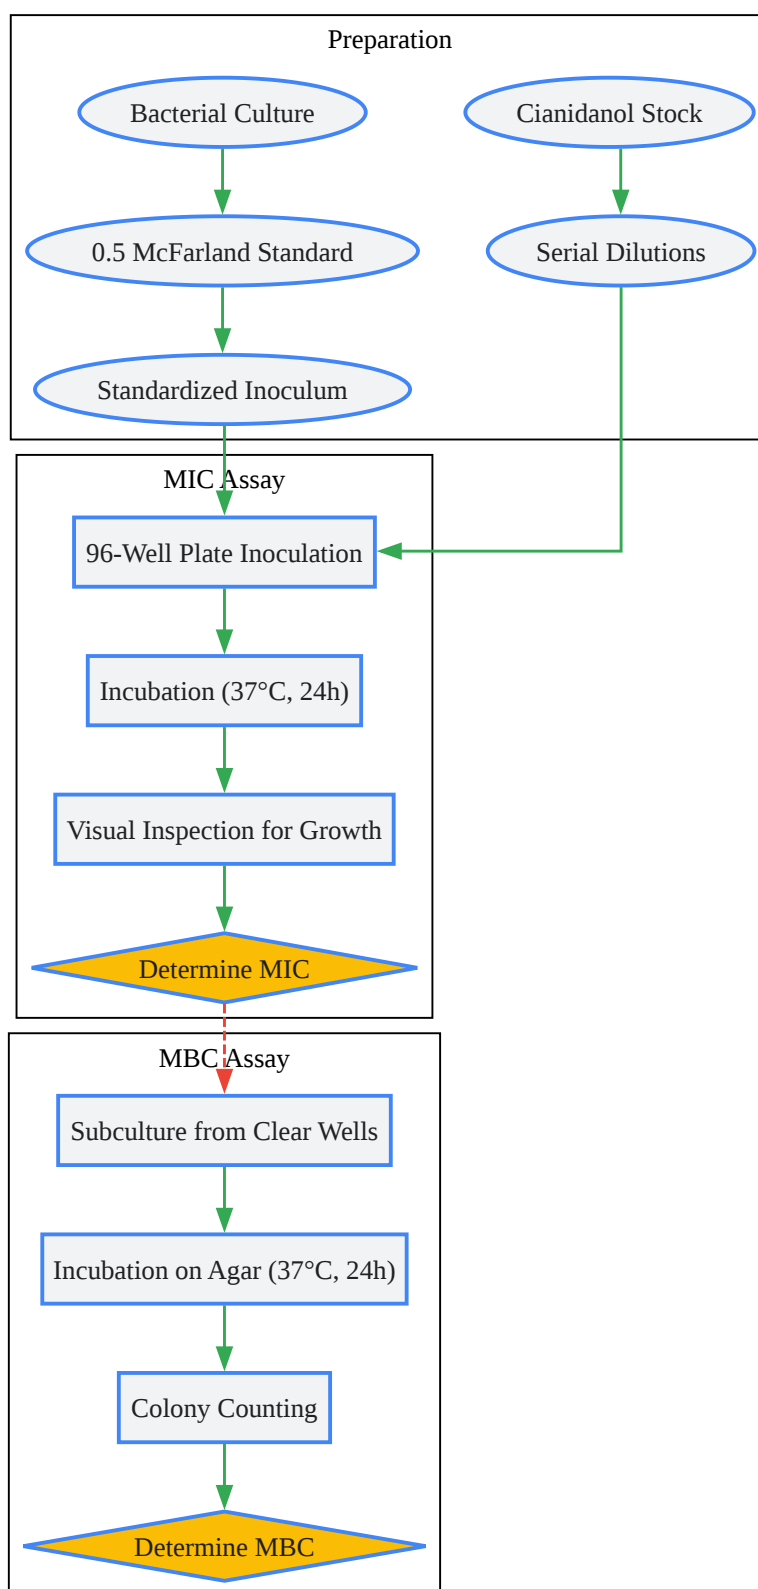 Preparation
Bacterial Culture
Cianidanol Stock
0.5 McFarland Standard
Serial Dilutions
Standardized Inoculum
MIC Assay
96-Well Plate Inoculation
Incubation (37°C, 24h)
Visual Inspection for Growth
Determine MIC
MBC Assay
Subculture from Clear Wells
Incubation on Agar (37°C, 24h)
Colony Counting
Determine MBC